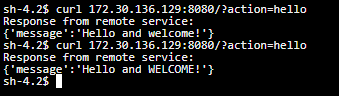 sh-4.2$ curl 172.30.136.129:8080/?action=hello
Response from remote service:
{'message':'Hello and welcome!'}
sh-4.2$ curl 172.30.136.129:8080/?action=hello
Response from remote service:
{'message':'Hello and WELCOME!'}
sh-4.2$